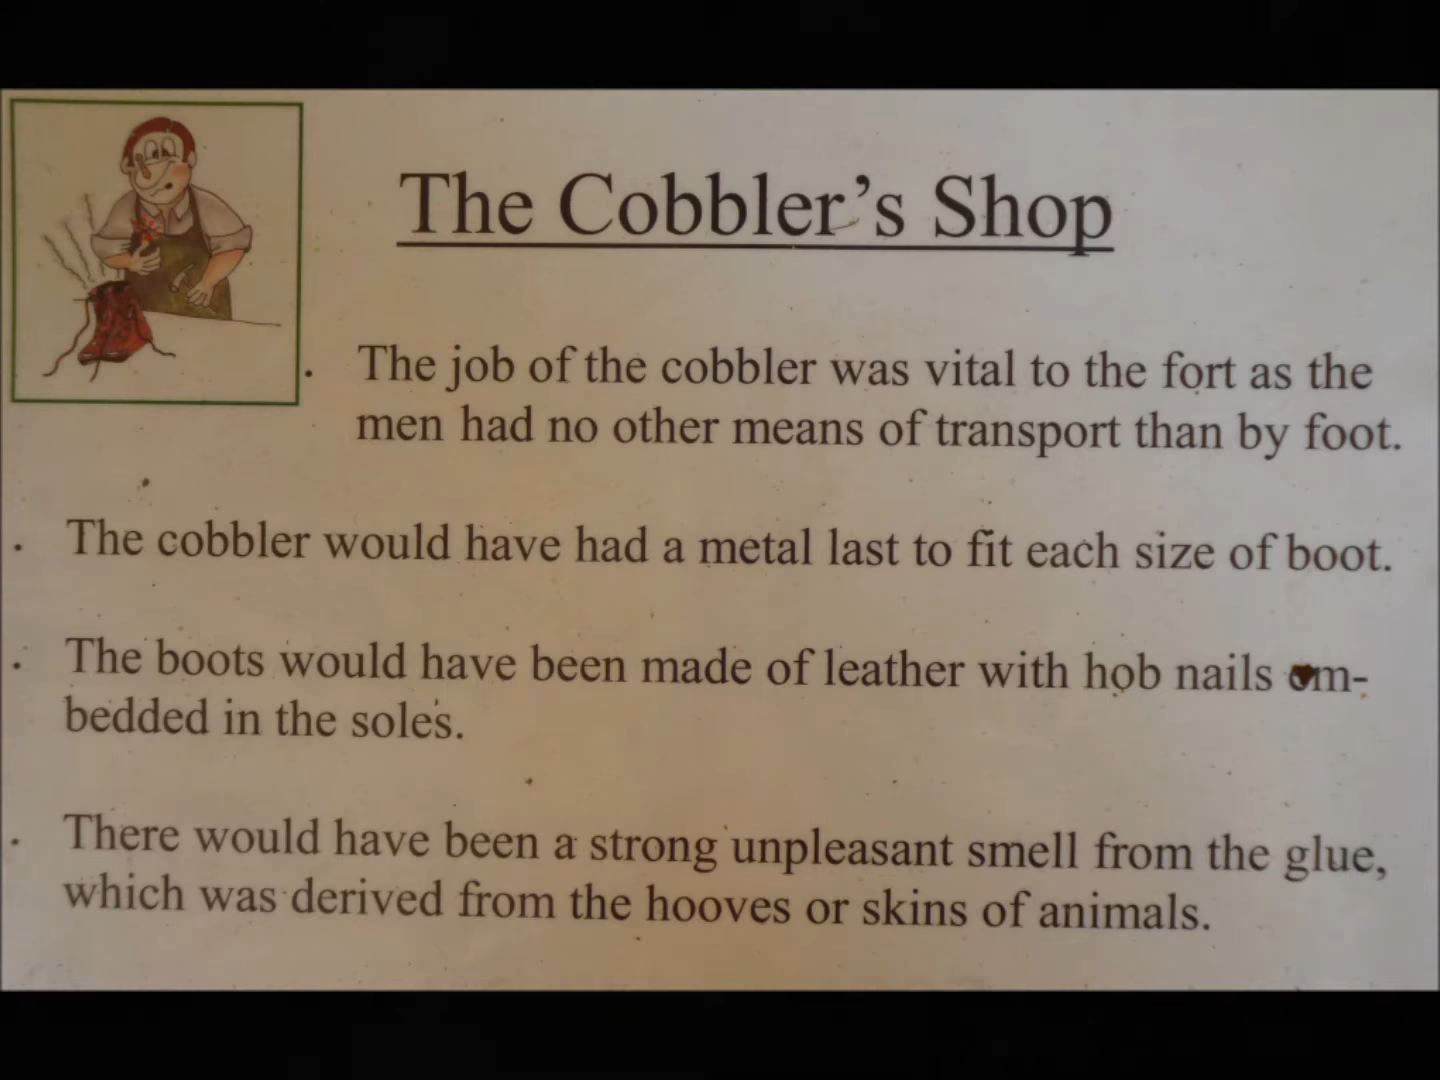 The Cobbler's Shop
. The job of the cobbler was vital to the fort as the
men had no other means of transport than by foot.
. The cobbler would have had a metal last to fit each size of boot.
. The boots would have been made of leather with hob nails em-
bedded in the soles.
. There would have been a strong unpleasant smell from the glue,
which was derived from the hooves or skins of animals.